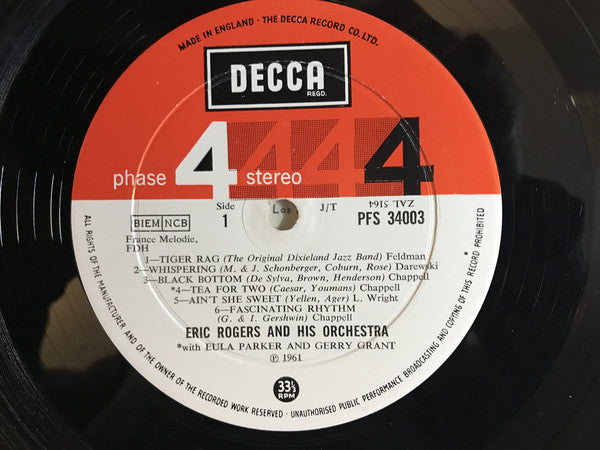 MADE IN ENGLAND · THE DECCA RECORD CO. LTD.
DECCA
REGD.
phase 4 stereo 4 4 4
Side
1
Los
J/T
ZAL 5164
PFS 34003
BIEM NCB
France Melodie,
FDH
1—TIGER RAG (The Original Dixieland Jazz Band) Feldman
2—WHISPERING (M. & J. Schonberger, Coburn, Rose) Darewski
3—BLACK BOTTOM (De Sylva, Brown, Henderson) Chappell
*4—TEA FOR TWO (Caesar, Youmans) Chappell
5—AIN'T SHE SWEET (Yellen, Ager) L. Wright
6—FASCINATING RHYTHM
(G. & I. Gershwin) Chappell
ERIC ROGERS AND HIS ORCHESTRA
*with EULA PARKER AND GERRY GRANT
℗ 1961
33⅓
RPM
ALL RIGHTS OF THE MANUFACTURER AND OF THE OWNER OF THE RECORDED WORK RESERVED · UNAUTHORISED PUBLIC PERFORMANCE BROADCASTING AND COPYING OF THIS RECORD PROHIBITED